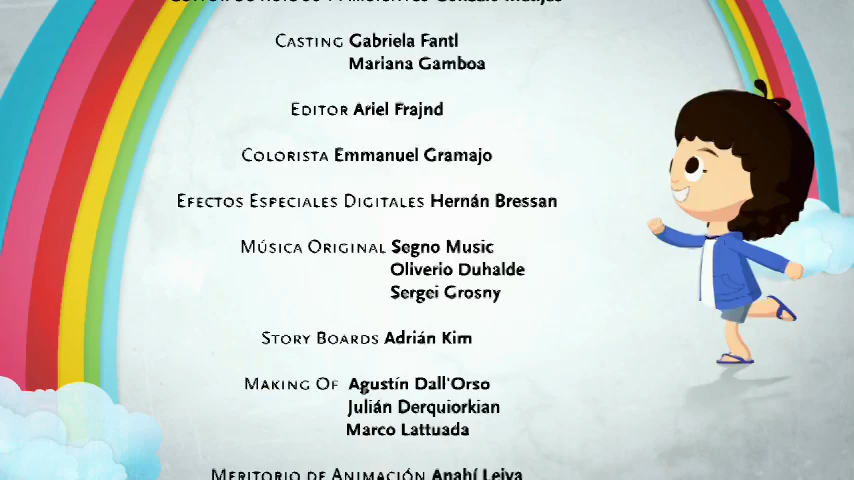 Casting Gabriela Fantl
Mariana Gamboa
Editor Ariel Frajnd
Colorista Emmanuel Gramajo
Efectos Especiales Digitales Hernán Bressan
Música Original Segno Music
Oliverio Duhalde
Sergei Grosny
Story Boards Adrián Kim
Making Of Agustín Dall'Orso
Julián Derquiorkian
Marco Lattuada
Meritorio de Animación Anahí Leiva